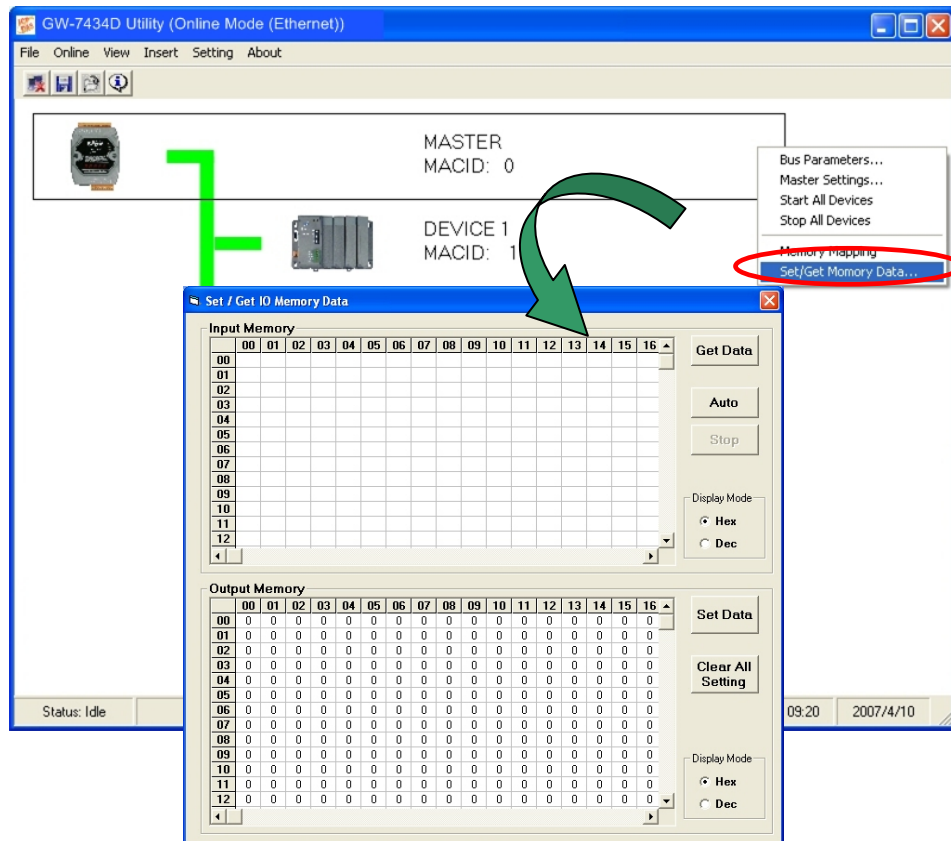 GW-7434D Utility (Online Mode (Ethernet))
File Online View Insert Setting About
MASTER
MACID: 0
DEVICE 1
MACID: 1
Bus Parameters...
Master Settings...
Start All Devices
Stop All Devices
Memory Mapping
Set/Get Momory Data...
Set / Get IO Memory Data
Input Memory
00 01 02 03 04 05 06 07 08 09 10 11 12 13 14 15 16
00
01
02
03
04
05
06
07
08
09
10
11
12
Get Data
Auto
Stop
Display Mode
Hex
Dec
Output Memory
00 01 02 03 04 05 06 07 08 09 10 11 12 13 14 15 16
00 0 0 0 0 0 0 0 0 0 0 0 0 0 0 0 0 0
01 0 0 0 0 0 0 0 0 0 0 0 0 0 0 0 0 0
02 0 0 0 0 0 0 0 0 0 0 0 0 0 0 0 0 0
03 0 0 0 0 0 0 0 0 0 0 0 0 0 0 0 0 0
04 0 0 0 0 0 0 0 0 0 0 0 0 0 0 0 0 0
05 0 0 0 0 0 0 0 0 0 0 0 0 0 0 0 0 0
06 0 0 0 0 0 0 0 0 0 0 0 0 0 0 0 0 0
07 0 0 0 0 0 0 0 0 0 0 0 0 0 0 0 0 0
08 0 0 0 0 0 0 0 0 0 0 0 0 0 0 0 0 0
09 0 0 0 0 0 0 0 0 0 0 0 0 0 0 0 0 0
10 0 0 0 0 0 0 0 0 0 0 0 0 0 0 0 0 0
11 0 0 0 0 0 0 0 0 0 0 0 0 0 0 0 0 0
12 0 0 0 0 0 0 0 0 0 0 0 0 0 0 0 0 0
Set Data
Clear All
Setting
Display Mode
Hex
Dec
Status: Idle
09:20
2007/4/10